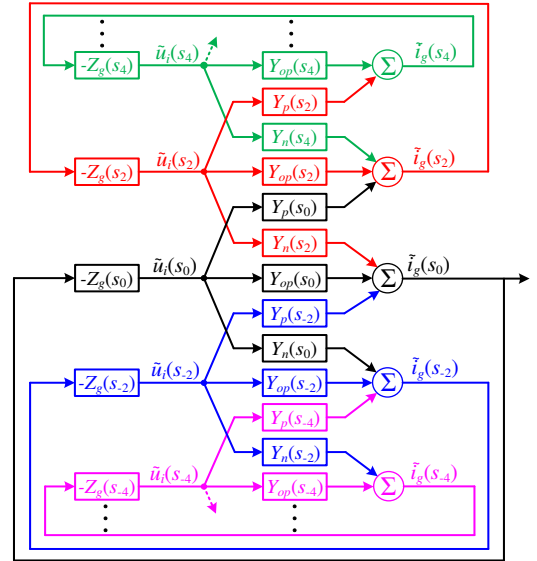 -Z_g(s_4) ũ_i(s_4) Y_op(s_4) Σ ĩ_g(s_4)
Y_p(s_2)
Y_n(s_4)
-Z_g(s_2) ũ_i(s_2) Y_op(s_2) Σ ĩ_g(s_2)
Y_p(s_0)
Y_n(s_2)
-Z_g(s_0) ũ_i(s_0) Y_op(s_0) Σ ĩ_g(s_0)
Y_p(s_-2)
Y_n(s_0)
-Z_g(s_-2) ũ_i(s_-2) Y_op(s_-2) Σ ĩ_g(s_-2)
Y_p(s_-4)
Y_n(s_-2)
-Z_g(s_-4) ũ_i(s_-4) Y_op(s_-4) Σ ĩ_g(s_-4)